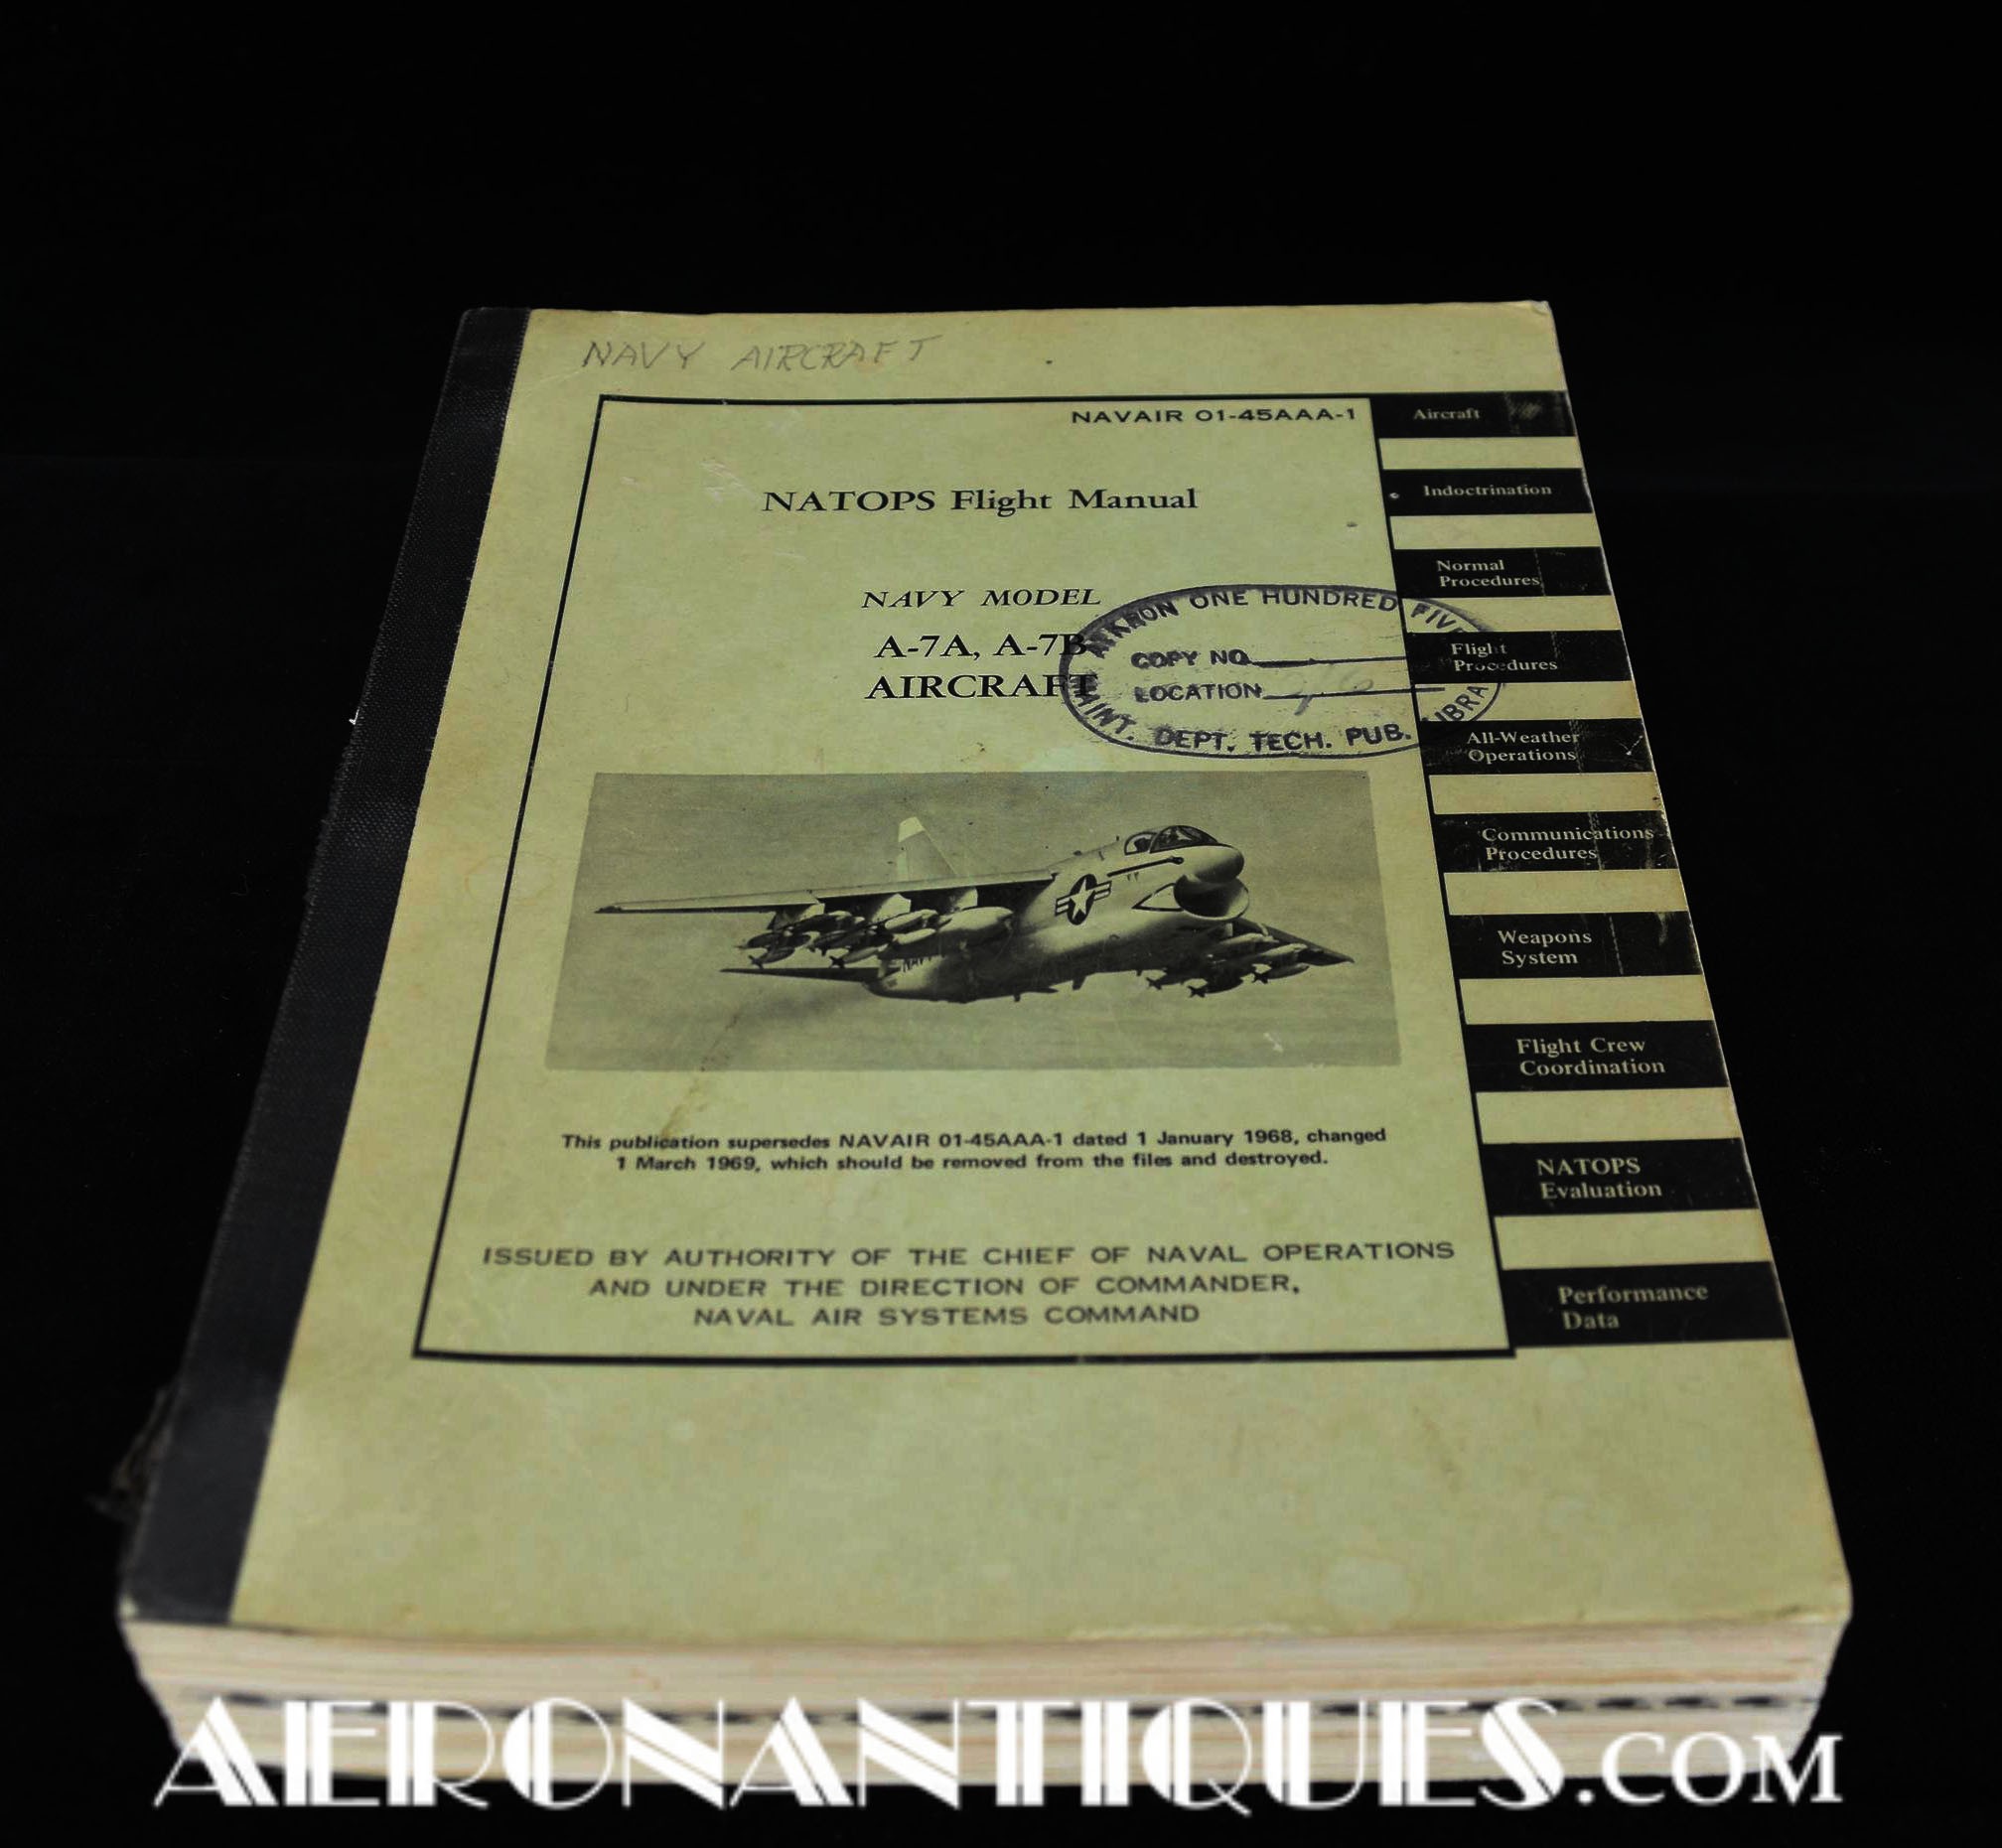 NAVY AIRCRAFT
NAVAIR 01-45AAA-1
NATOPS Flight Manual
NAVY MODEL
A-7A, A-7B
AIRCRAFT
ONE HUNDRED
COPY NO.
LOCATION
MAINT. DEPT. TECH. PUB.
This publication supersedes NAVAIR 01-45AAA-1 dated 1 January 1968, changed
1 March 1969, which should be removed from the files and destroyed.
ISSUED BY AUTHORITY OF THE CHIEF OF NAVAL OPERATIONS
AND UNDER THE DIRECTION OF COMMANDER,
NAVAL AIR SYSTEMS COMMAND
Aircraft
Indoctrination
Normal
Procedures
Flight
Procedures
All-Weather
Operations
Communications
Procedures
Weapons
System
Flight Crew
Coordination
NATOPS
Evaluation
Performance
Data
AERONANTIQUES.COM